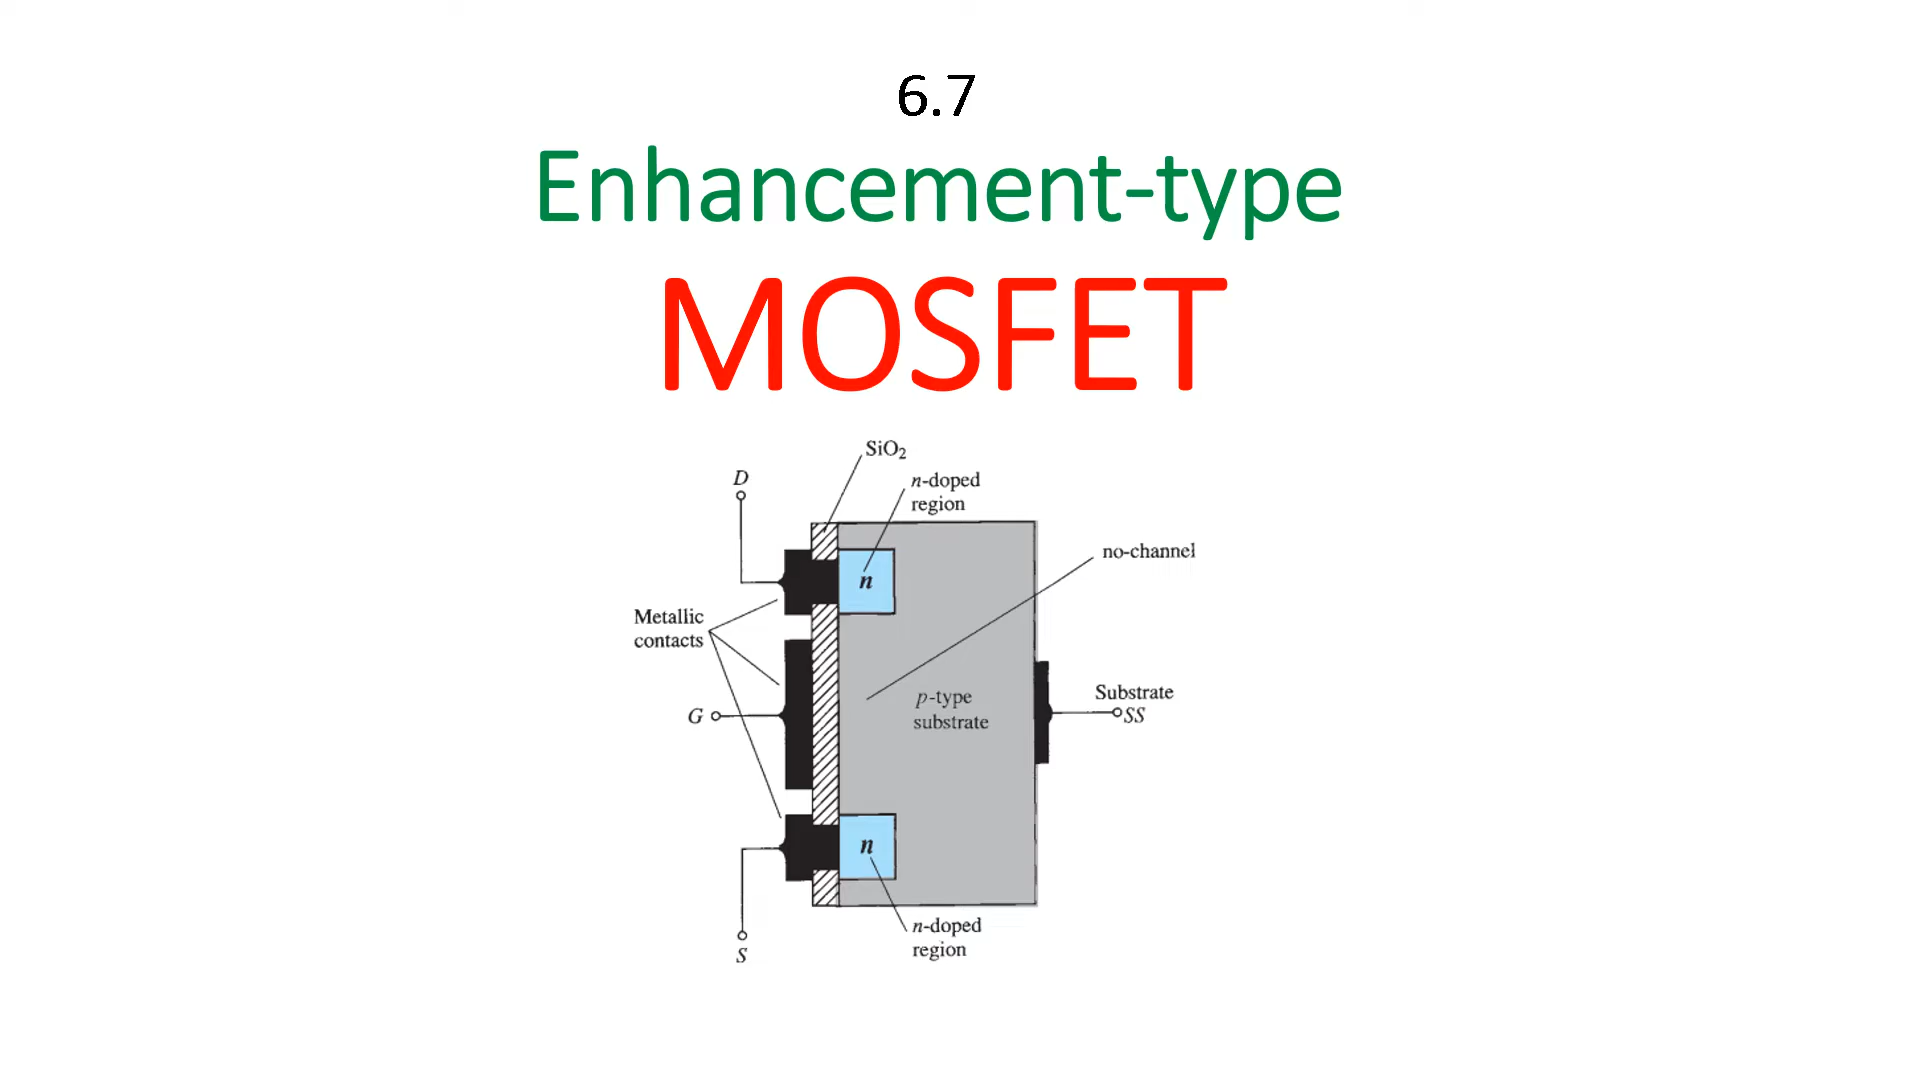 6.7
Enhancement-type
MOSFET
SiO₂
D
n-doped
region
n
no-channel
Metallic
contacts
p-type
substrate
G
Substrate
SS
n
n-doped
region
S